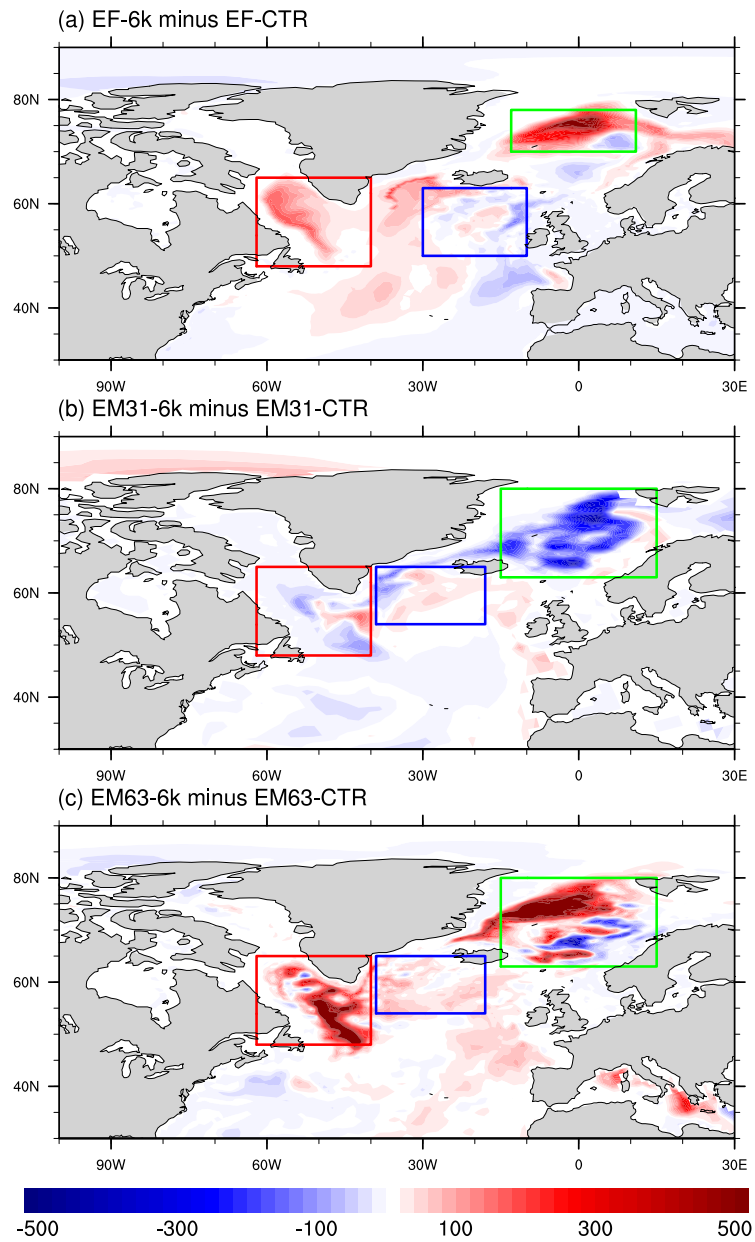 (a) EF-6k minus EF-CTR
80N
60N
40N
90W 60W 30W 0 30E
(b) EM31-6k minus EM31-CTR
80N
60N
40N
90W 60W 30W 0 30E
(c) EM63-6k minus EM63-CTR
80N
60N
40N
90W 60W 30W 0 30E
-500 -300 -100 100 300 500